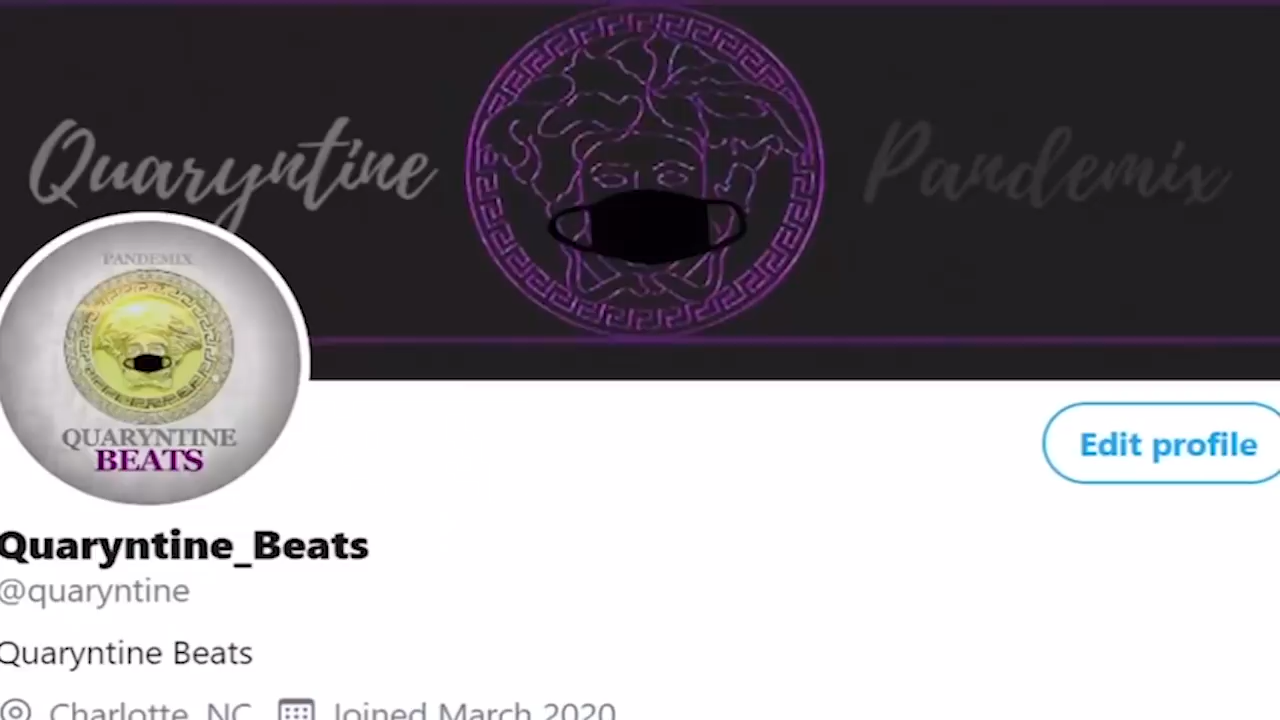 Quaryntine
Pandemix
PANDEMIX
QUARYNTINE
BEATS
Edit profile
Quaryntine_Beats
@quaryntine
Quaryntine Beats
Charlotte, NC Joined March 2020